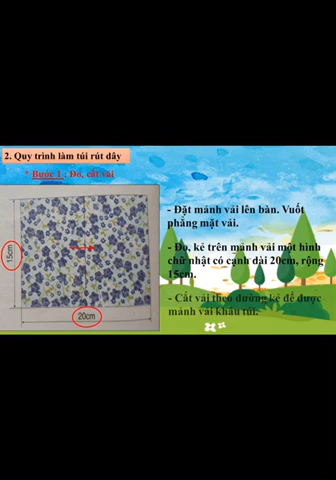 2. Quy trình làm túi rút dây
* Bước 1 : Đo, cắt vải
15cm
20cm
- Đặt mảnh vải lên bàn. Vuốt
phẳng mặt vải.
- Đo, kẻ trên mảnh vải một hình
chữ nhật có cạnh dài 20cm, rộng
15cm.
- Cắt vải theo đường kẻ để được
mảnh vải khâu túi.